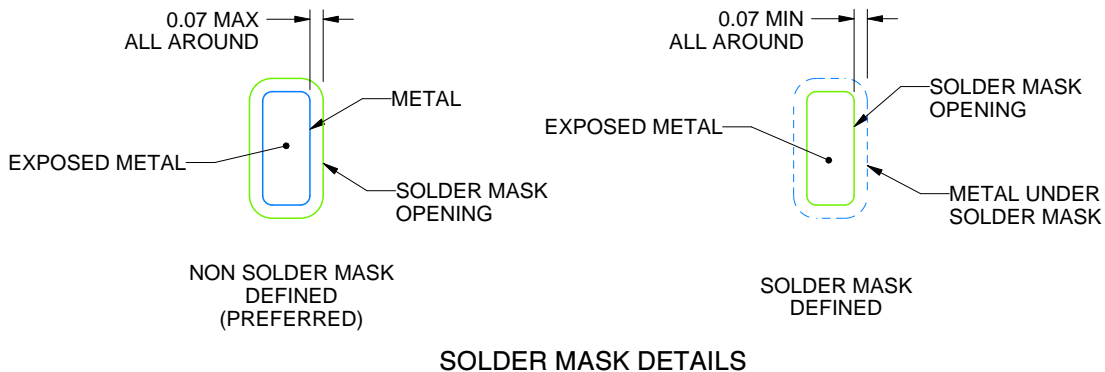 0.07 MAX
ALL AROUND
METAL
EXPOSED METAL
SOLDER MASK
OPENING
NON SOLDER MASK
DEFINED
(PREFERRED)
0.07 MIN
ALL AROUND
SOLDER MASK
OPENING
EXPOSED METAL
METAL UNDER
SOLDER MASK
SOLDER MASK
DEFINED
SOLDER MASK DETAILS